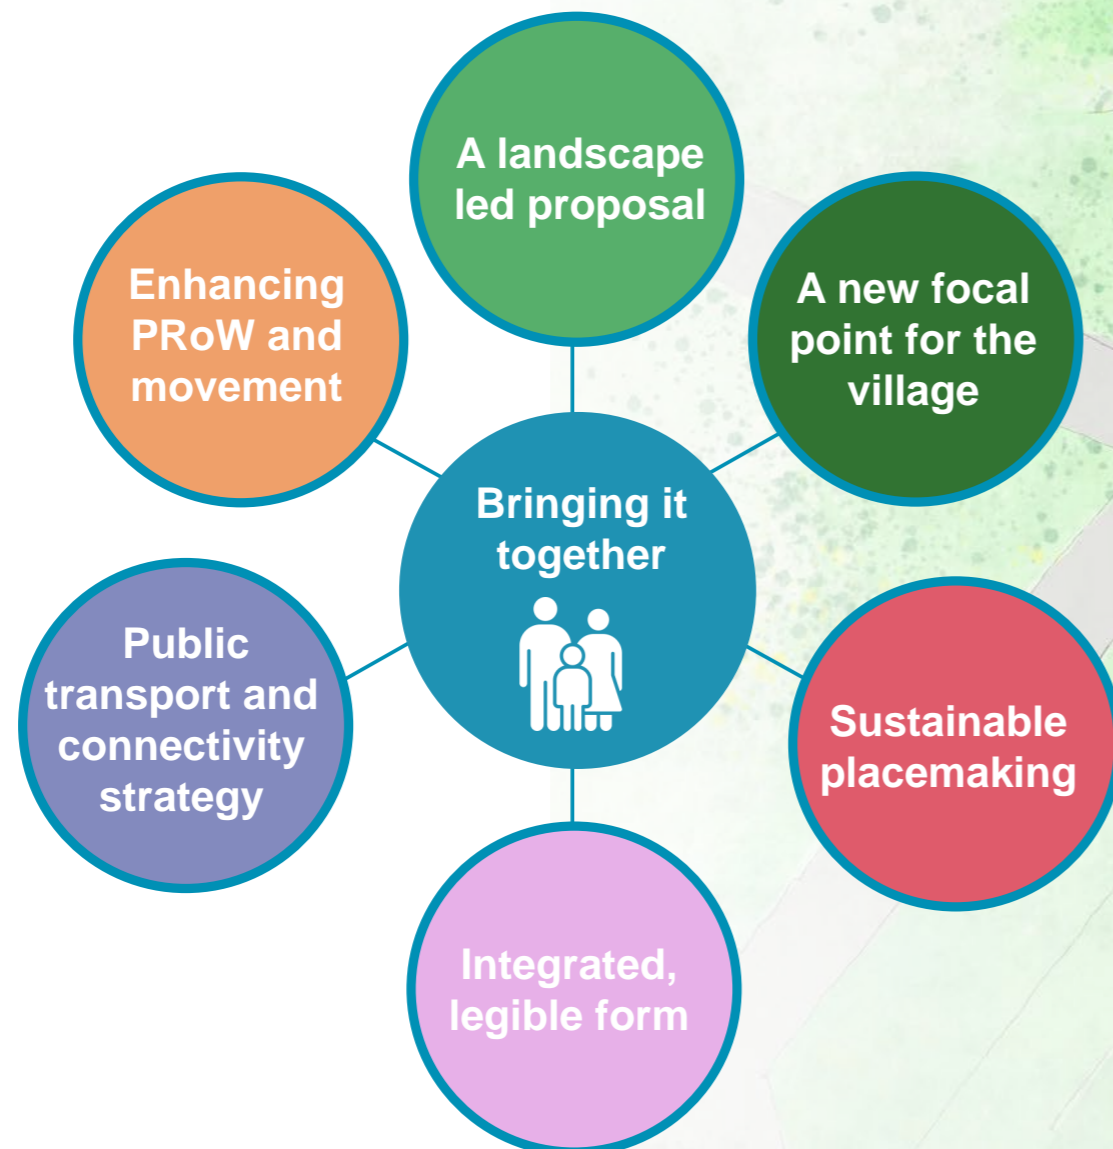 A landscape
led proposal
Enhancing
PRoW and
movement
A new focal
point for the
village
Bringing it
together
Public
transport and
connectivity
strategy
Sustainable
placemaking
Integrated,
legible form